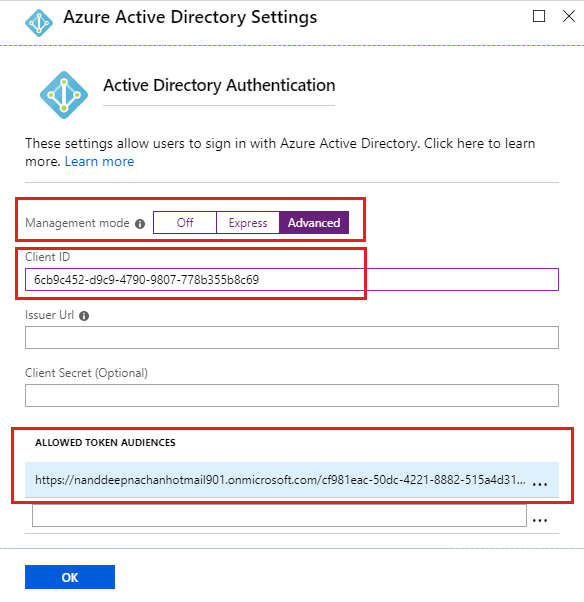 Azure Active Directory Settings
Active Directory Authentication
These settings allow users to sign in with Azure Active Directory. Click here to learn
more. Learn more
Management mode Off Express Advanced
Client ID
6cb9c452-d9c9-4790-9807-778b355b8c69
Issuer Url
Client Secret (Optional)
ALLOWED TOKEN AUDIENCES
https://nanddeepnachanhotmail901.onmicrosoft.com/cf981eac-50dc-4221-8882-515a4d31... ...
...
OK